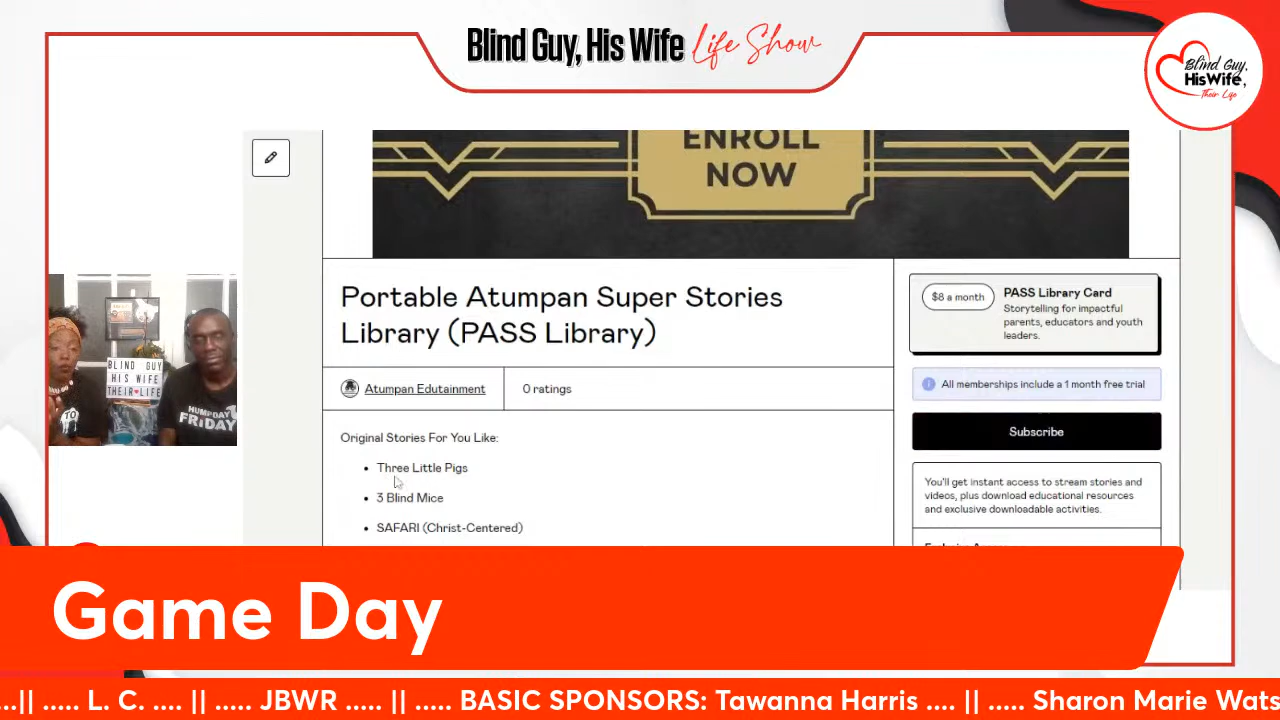 Blind Guy, His Wife Life Show
Blind Guy,
His Wife,
Their Life
ENROLL
NOW
Portable Atumpan Super Stories
Library (PASS Library)
Atumpan Edutainment
0 ratings
Original Stories For You Like:
Three Little Pigs
3 Blind Mice
SAFARI (Christ-Centered)
$8 a month
PASS Library Card
Storytelling for impactful
parents, educators and youth
leaders.
All memberships include a 1 month free trial
Subscribe
You'll get instant access to stream stories and
videos, plus download educational resources
and exclusive downloadable activities.
BLIND GUY
HIS WIFE
THEIR LIFE
HUMPDAY
FRIDAY
Game Day
...|| ..... L. C. .... || ..... JBWR ..... || ..... BASIC SPONSORS: Tawanna Harris .... || ..... Sharon Marie Wats